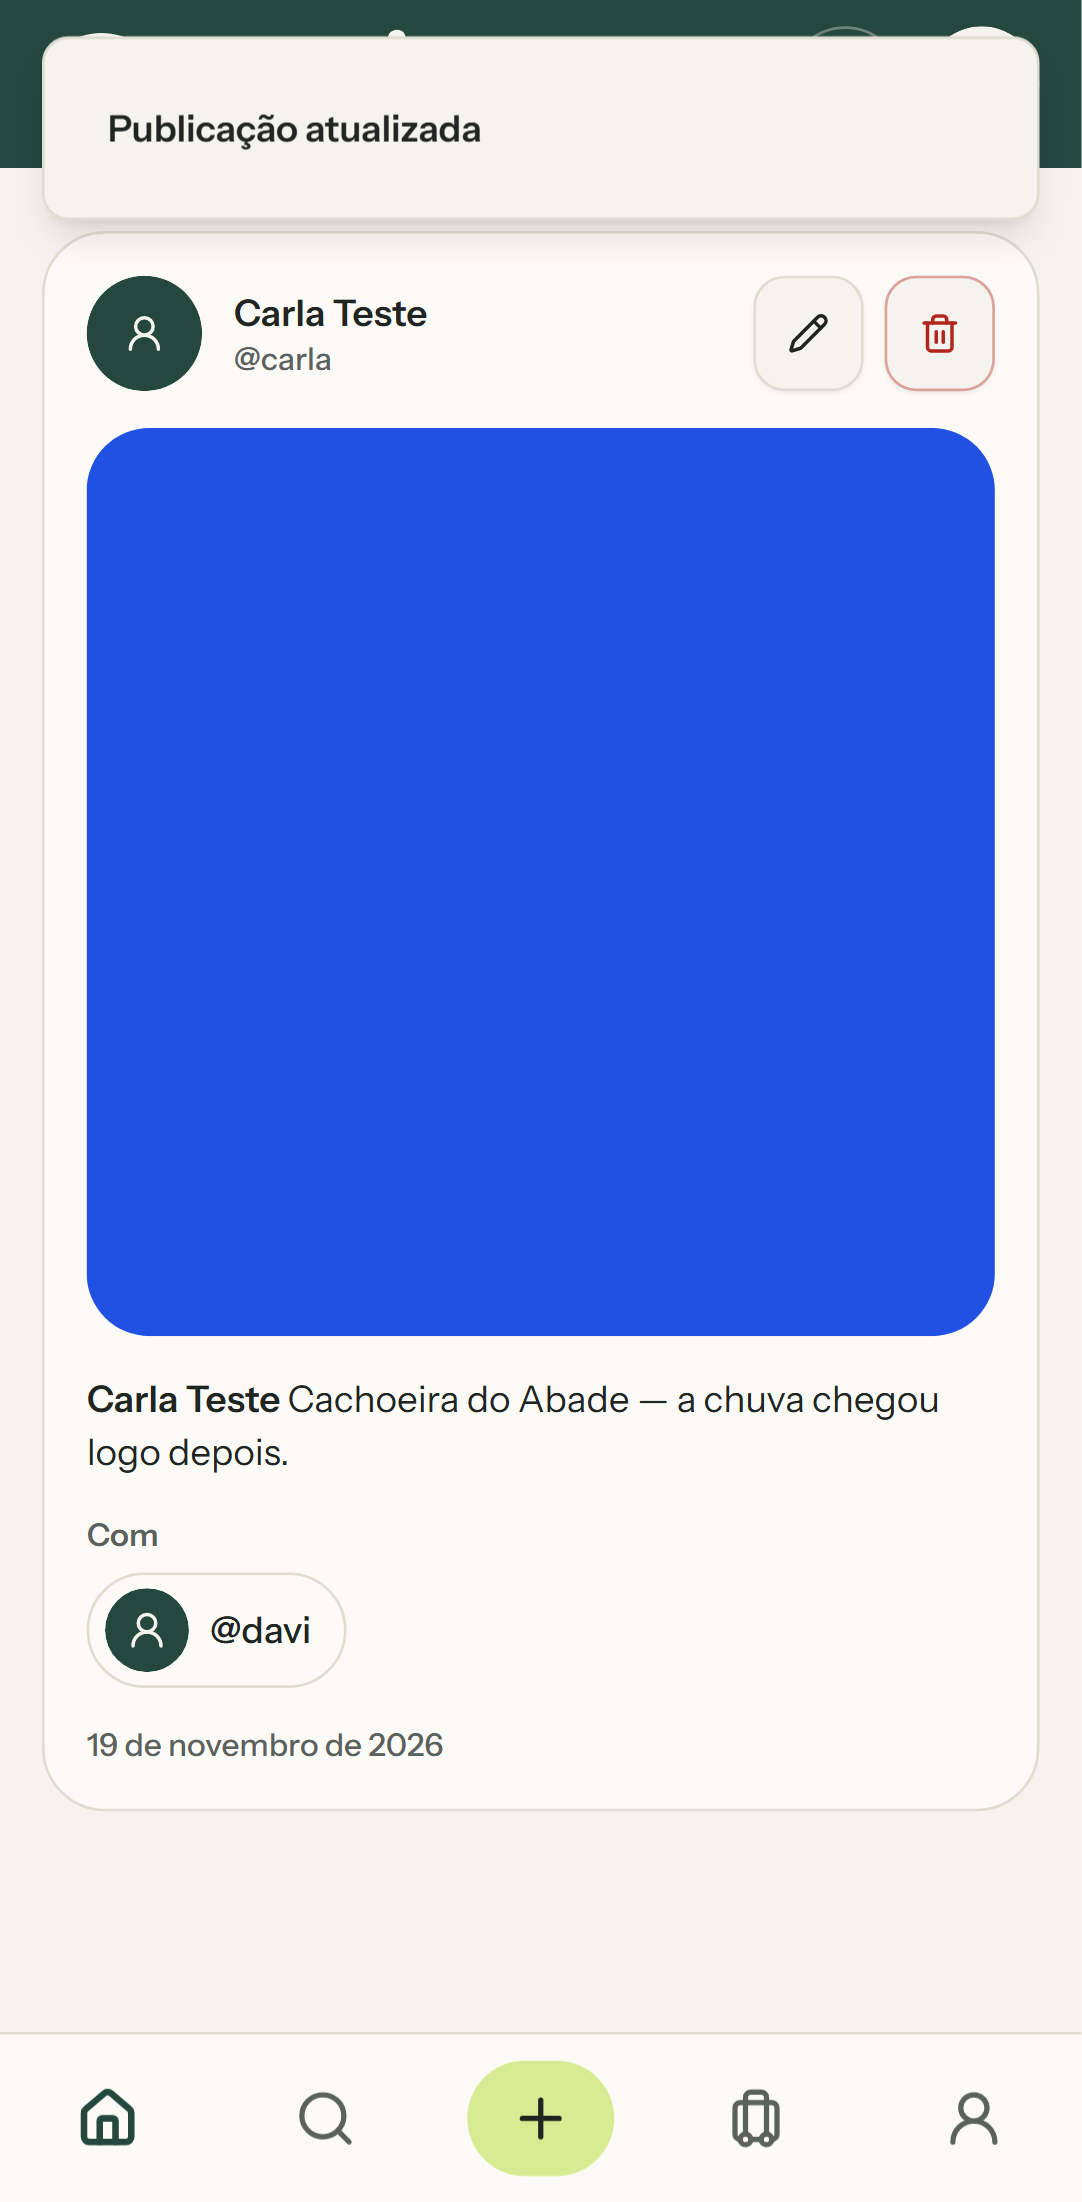 Publicação atualizada
Carla Teste
@carla
Carla Teste Cachoeira do Abade — a chuva chegou
logo depois.
Com
@davi
19 de novembro de 2026